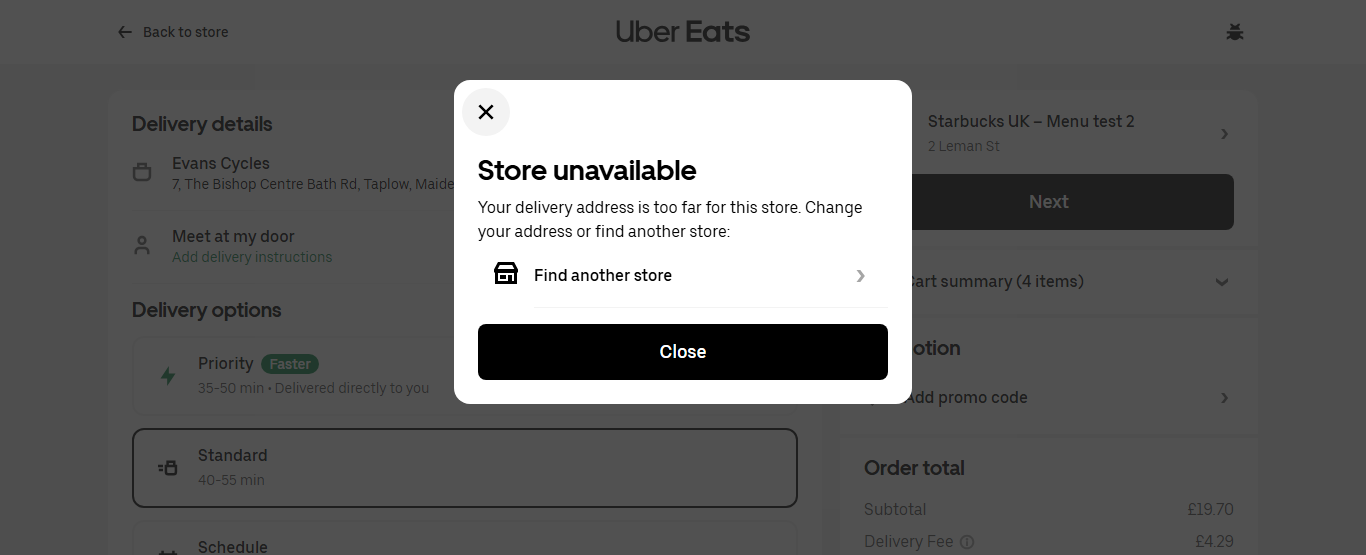 Back to store
Uber Eats
Delivery details
Evans Cycles
7, The Bishop Centre Bath Rd, Taplow, Maide
Meet at my door
Add delivery instructions
Delivery options
Priority Faster
35-50 min • Delivered directly to you
Standard
40-55 min
Schedule
Store unavailable
Your delivery address is too far for this store. Change
your address or find another store:
Find another store
Close
Starbucks UK – Menu test 2
2 Leman St
Next
Cart summary (4 items)
otion
Add promo code
Order total
Subtotal £19.70
Delivery Fee £4.29